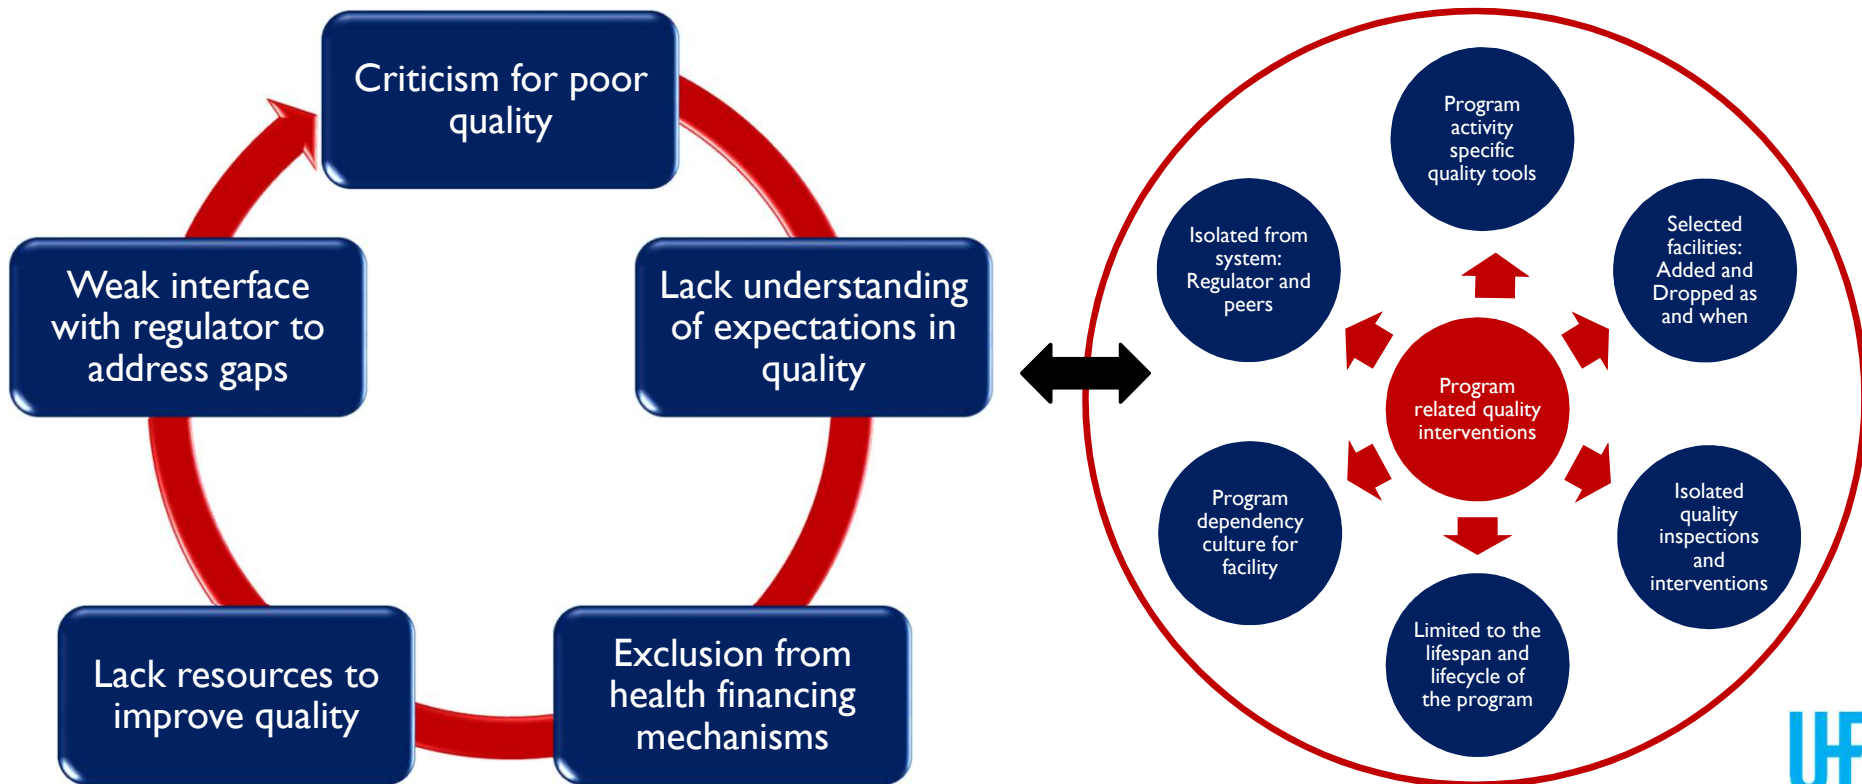 Criticism for poor
quality
Lack understanding
of expectations in
quality
Exclusion from
health financing
mechanisms
Lack resources to
improve quality
Weak interface
with regulator to
address gaps
Program
related quality
interventions
Program
activity
specific
quality tools
Selected
facilities:
Added and
Dropped as
and when
Isolated
quality
inspections
and
interventions
Limited to the
lifespan and
lifecycle of
the program
Program
dependency
culture for
facility
Isolated from
system:
Regulator and
peers
UHF